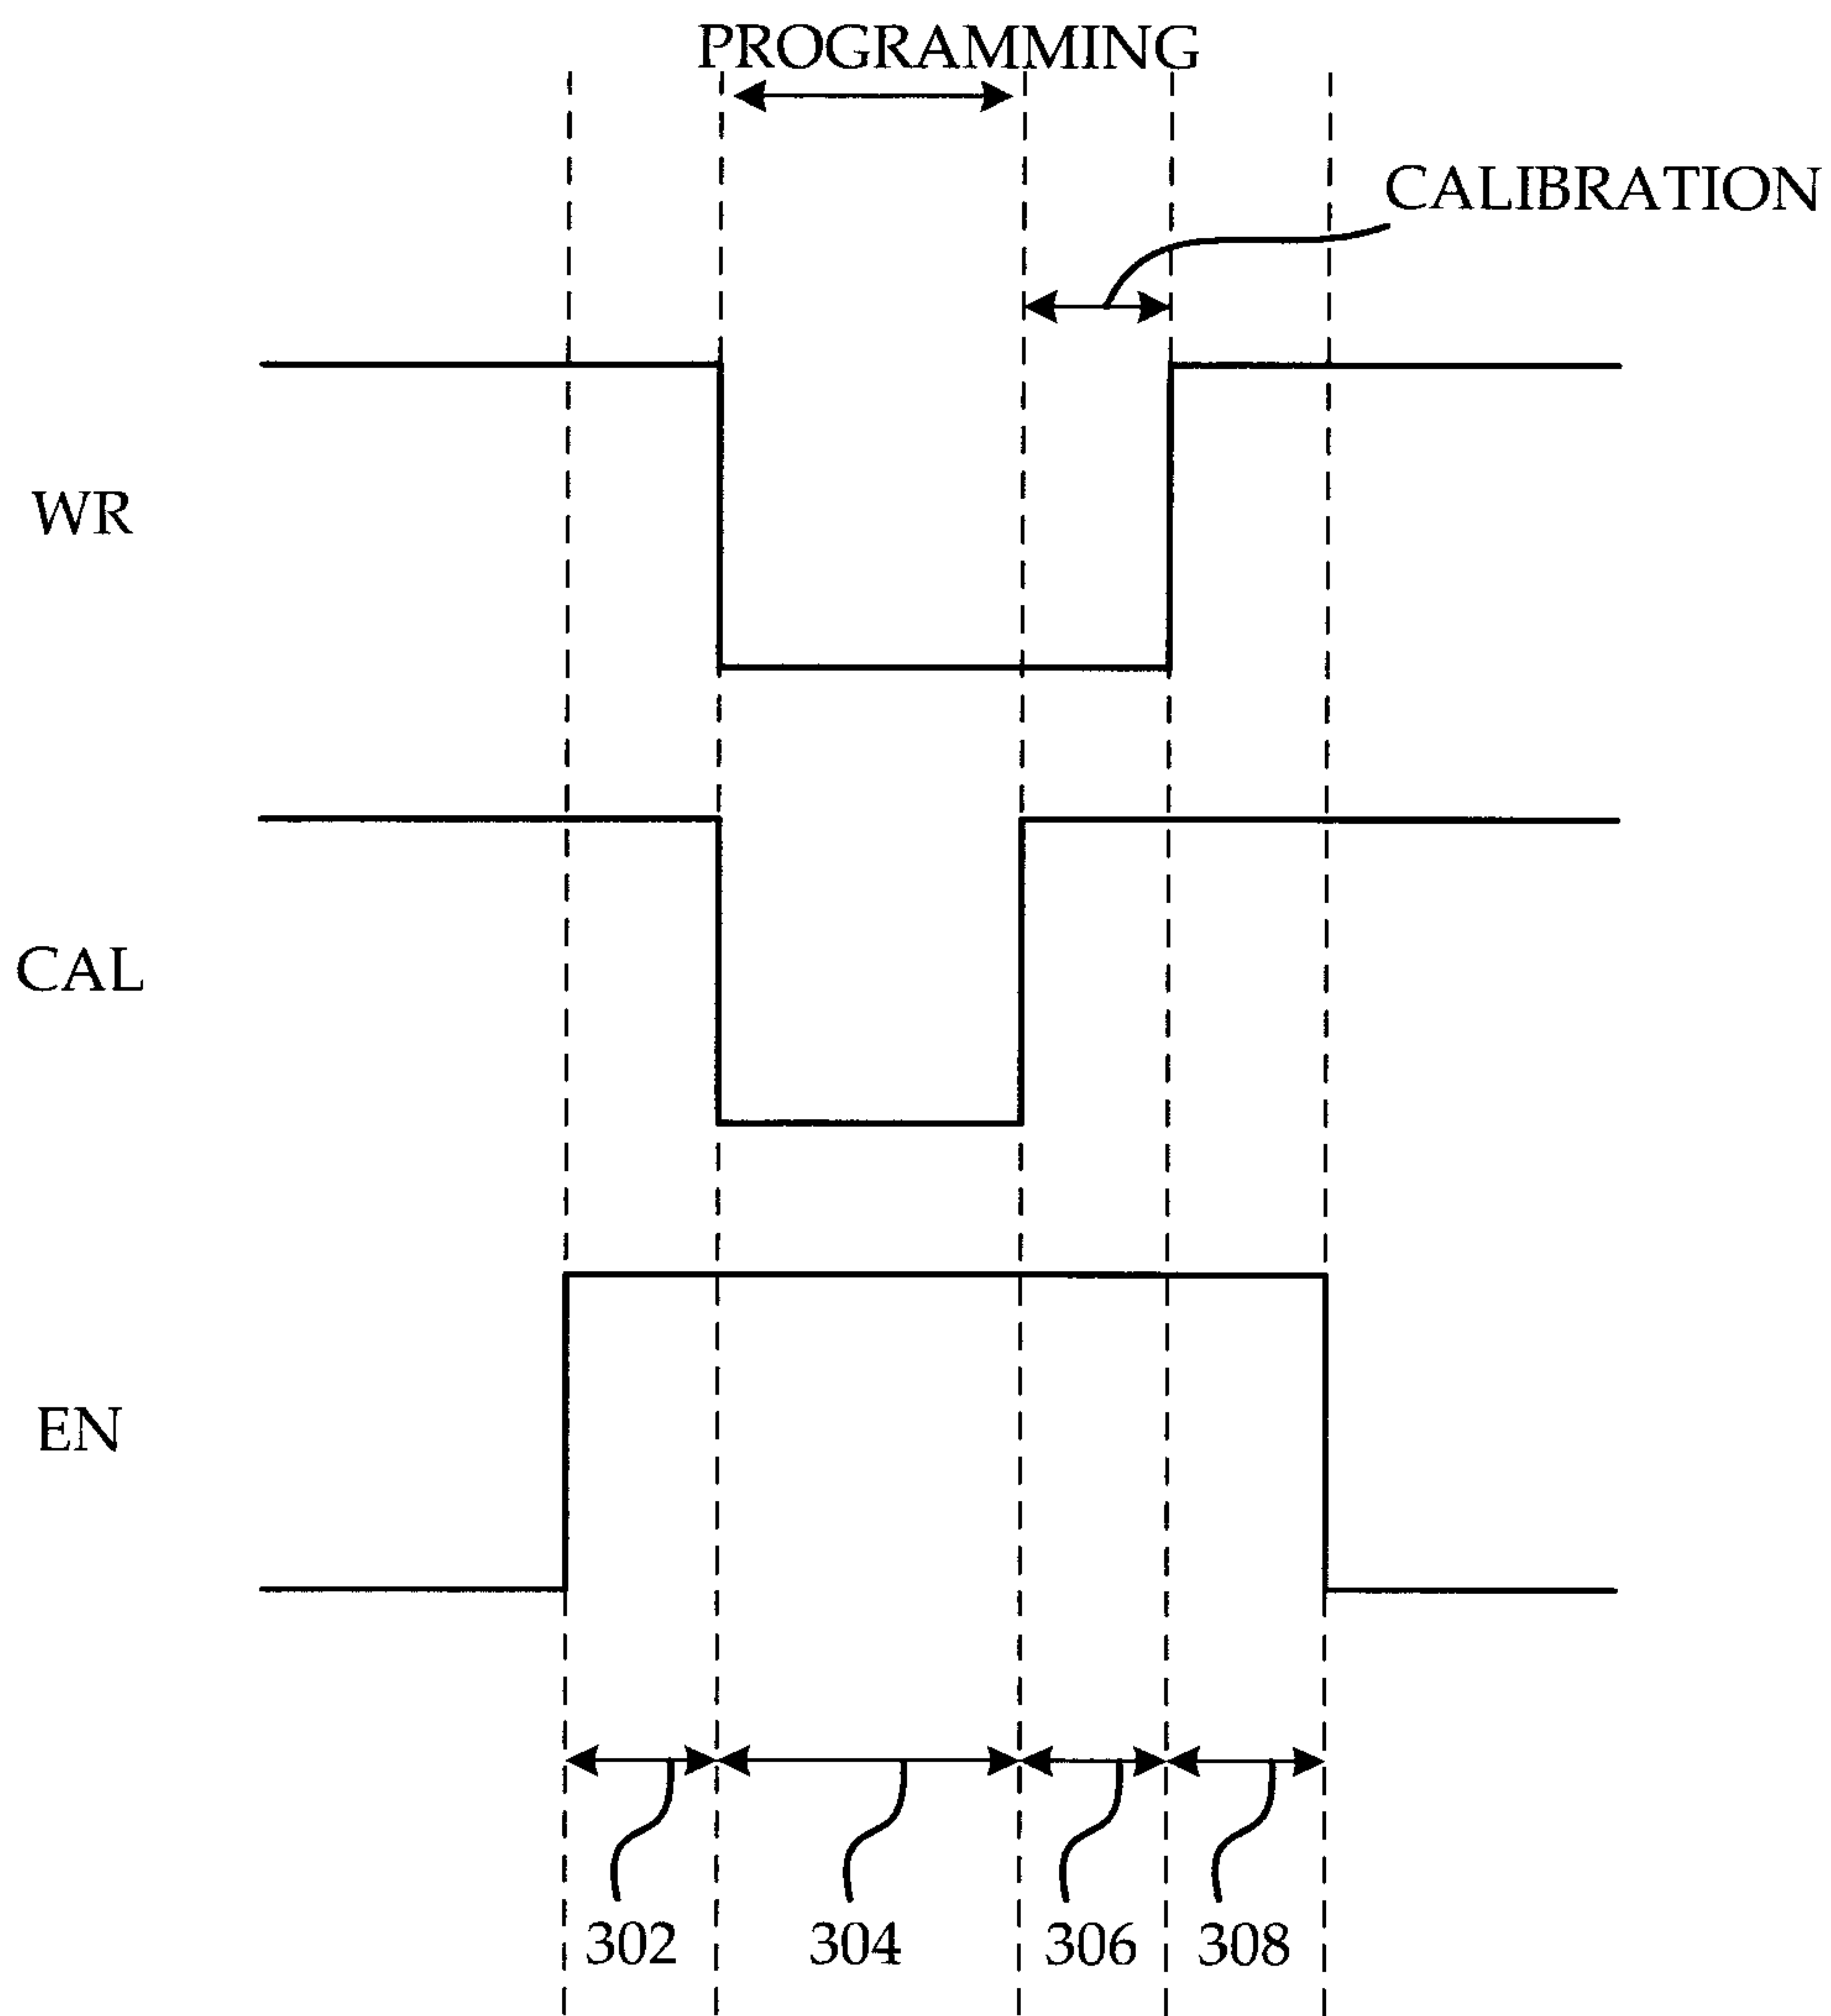 PROGRAMMING
CALIBRATION
WR
CAL
EN
302
304
306
308